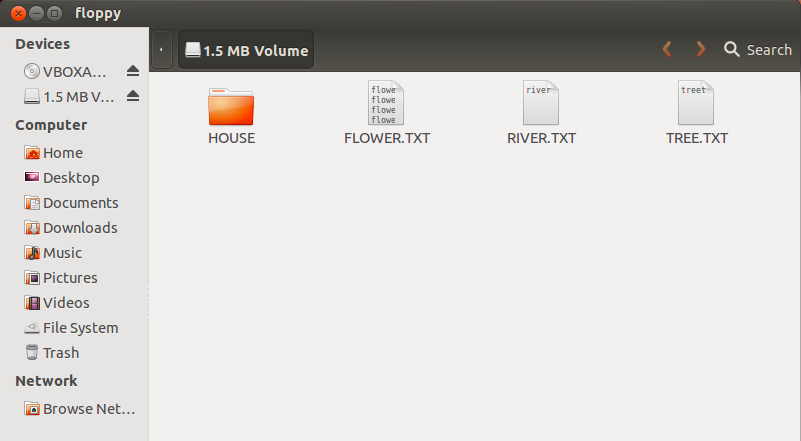 floppy
Devices
VBOXA...
1.5 MB V...
Computer
Home
Desktop
Documents
Downloads
Music
Pictures
Videos
File System
Trash
Network
Browse Net...
1.5 MB Volume
Search
flowe
flowe
flowe
flowe
river
treet
HOUSE
FLOWER.TXT
RIVER.TXT
TREE.TXT